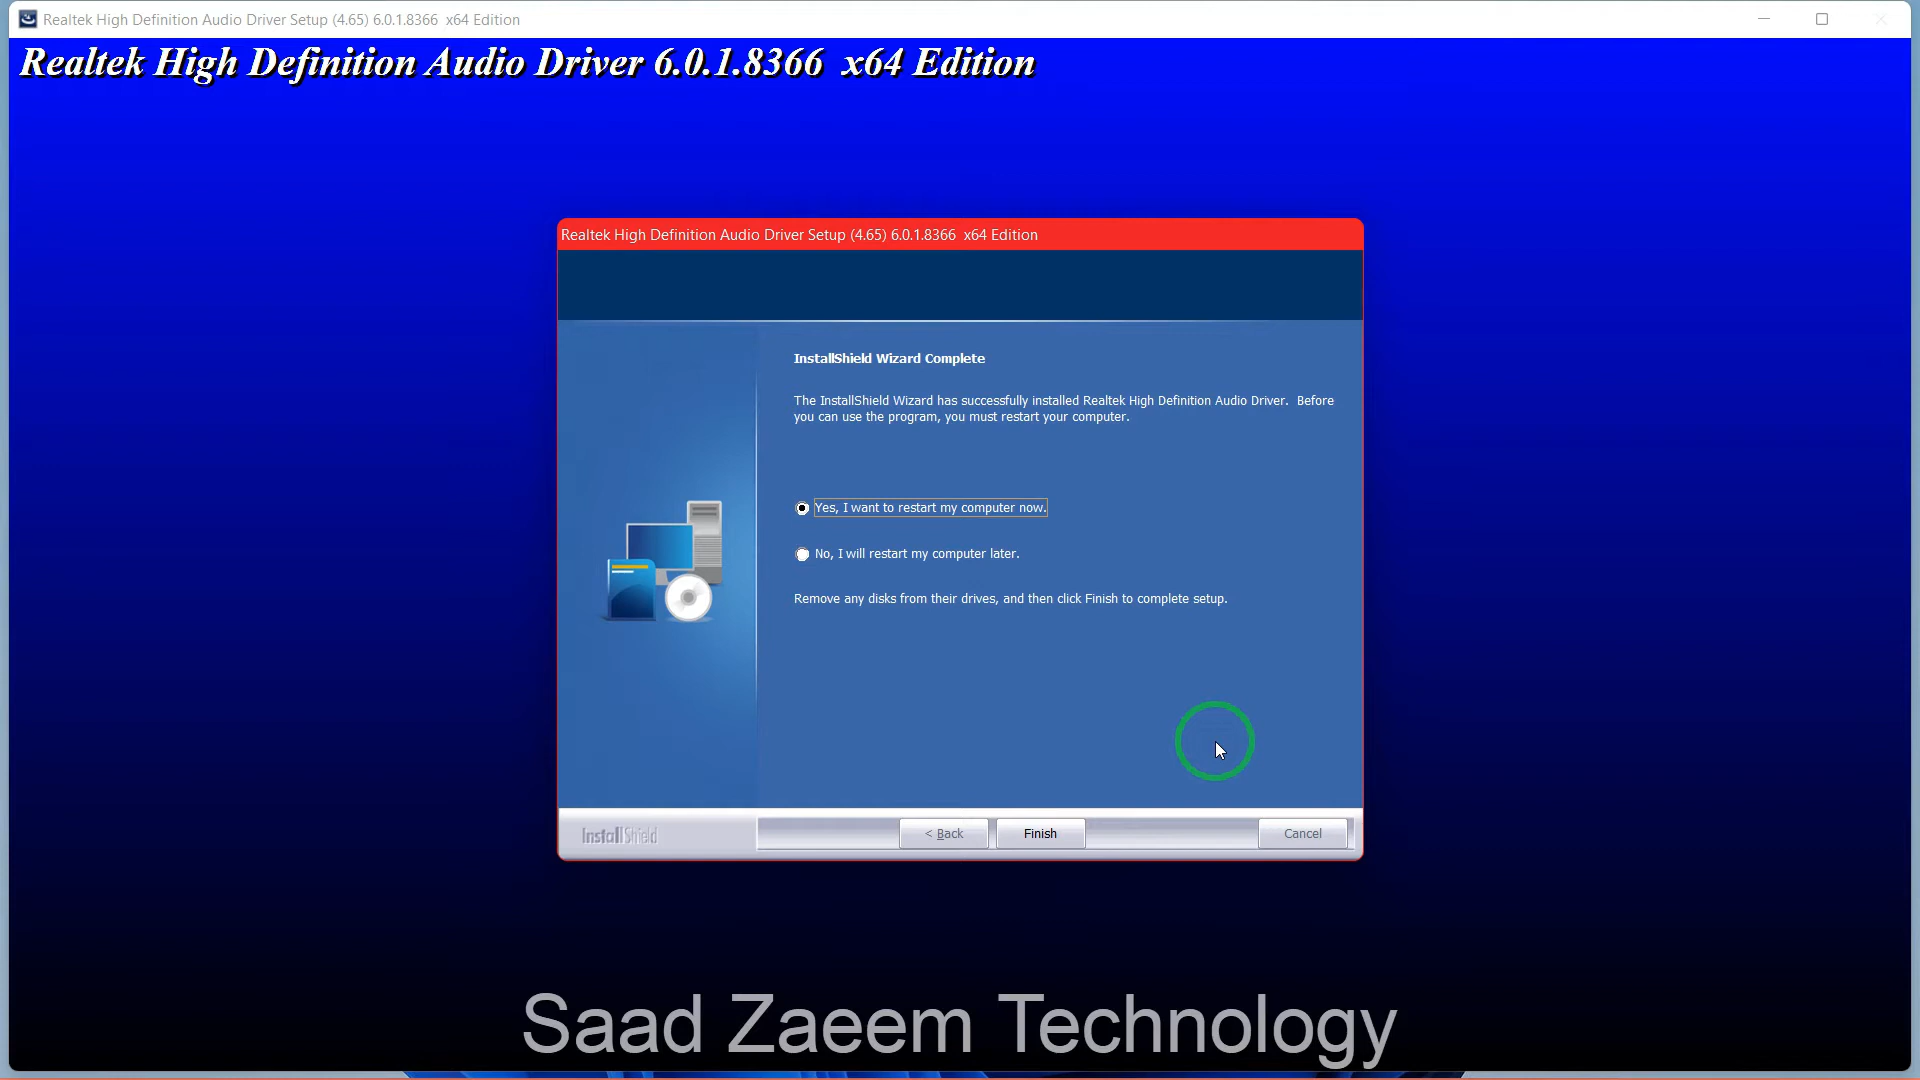 Realtek High Definition Audio Driver Setup (4.65) 6.0.1.8366  x64 Edition
Realtek High Definition Audio Driver 6.0.1.8366  x64 Edition
Realtek High Definition Audio Driver Setup (4.65) 6.0.1.8366  x64 Edition
InstallShield Wizard Complete
The InstallShield Wizard has successfully installed Realtek High Definition Audio Driver.  Before
you can use the program, you must restart your computer.
Yes, I want to restart my computer now.
No, I will restart my computer later.
Remove any disks from their drives, and then click Finish to complete setup.
InstallShield
< Back
Finish
Cancel
Saad Zaeem Technology